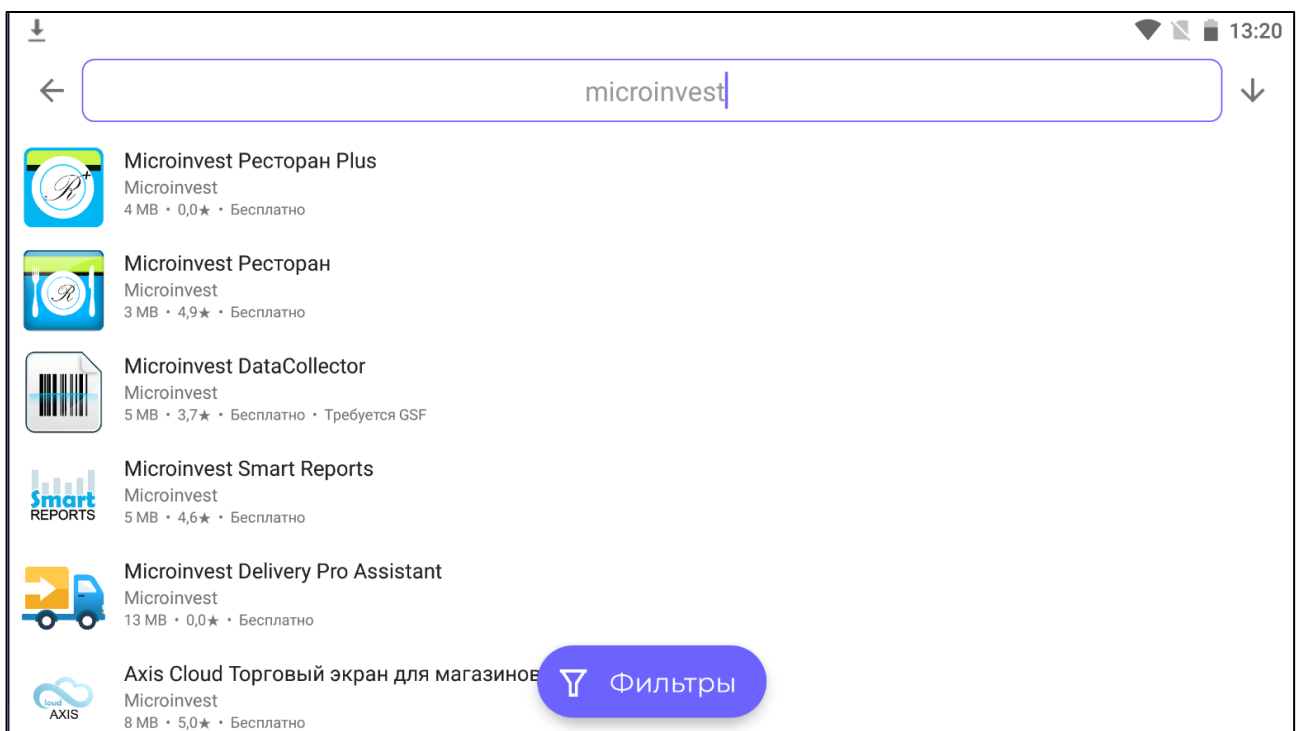 13:20
microinvest
R+
Microinvest Ресторан Plus
Microinvest
4 MB • 0,0★ • Бесплатно
R
Microinvest Ресторан
Microinvest
3 MB • 4,9★ • Бесплатно
Microinvest DataCollector
Microinvest
5 MB • 3,7★ • Бесплатно • Требуется GSF
Smart
REPORTS
Microinvest Smart Reports
Microinvest
5 MB • 4,6★ • Бесплатно
Microinvest Delivery Pro Assistant
Microinvest
13 MB • 0,0★ • Бесплатно
cloud
AXIS
Axis Cloud Торговый экран для магазинов
Microinvest
8 MB • 5,0★ • Бесплатно
Фильтры